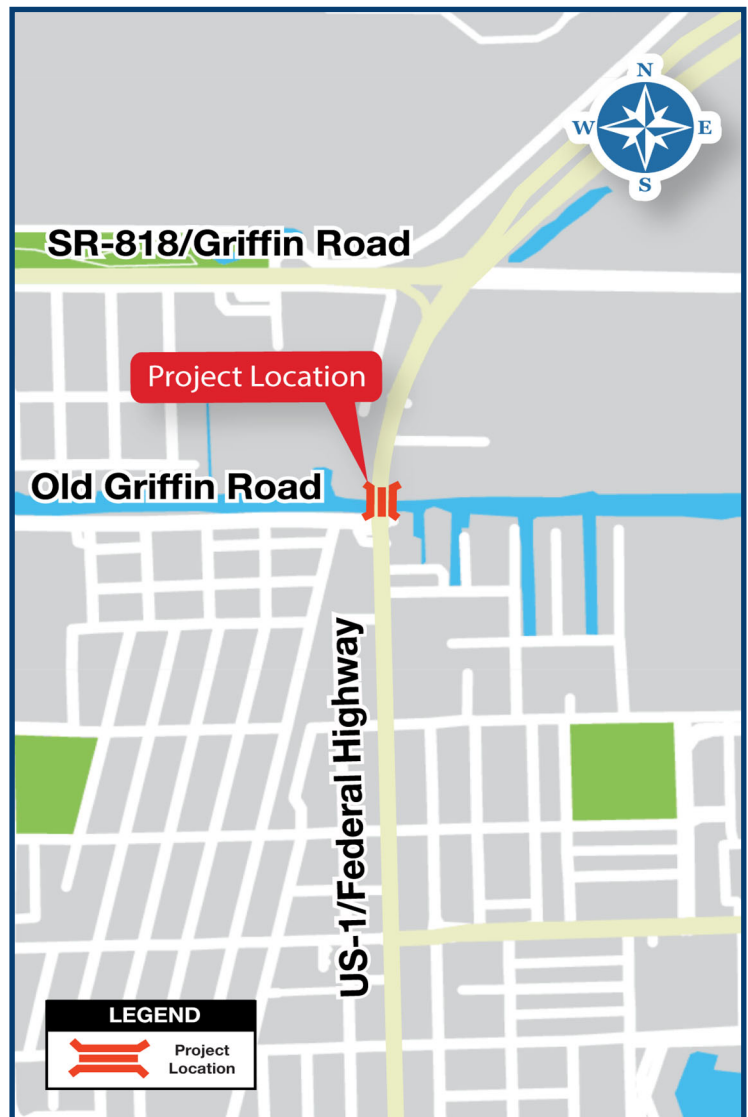 N
W
E
S
SR-818/Griffin Road
Project Location
Old Griffin Road
US-1/Federal Highway
LEGEND
Project
Location